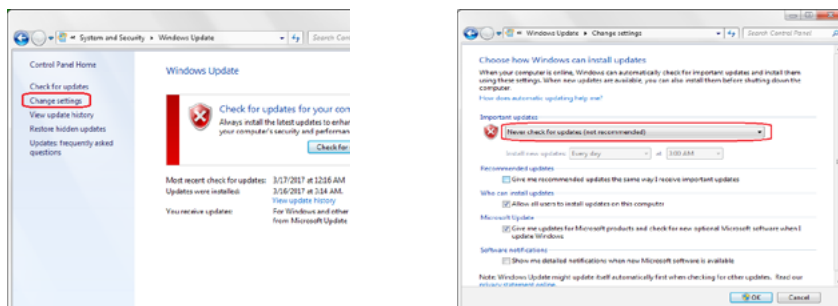 System and Security ▸ Windows Update
Search Con
Control Panel Home
Check for updates
Change settings
View update history
Restore hidden updates
Updates: frequently asked
questions
Windows Update
Check for updates for your con
Always install the latest updates to enhan
your computer's security and performan
Check for
Most recent check for updates: 3/17/2017 at 12:16 AM
Updates were installed: 3/16/2017 at 3:14 AM.
View update history
You receive updates: For Windows and other
from Microsoft Update
Windows Update ▸ Change settings
Search Control Panel
Choose how Windows can install updates
When your computer is online, Windows can automatically check for important updates and install them
using these settings. When new updates are available, you can also install them before shutting down the
computer.
How does automatic updating help me?
Important updates
Never check for updates (not recommended)
Install new updates: Every day at 3:00 AM
Recommended updates
Give me recommended updates the same way I receive important updates
Who can install updates
Allow all users to install updates on this computer
Microsoft Update
Give me updates for Microsoft products and check for new optional Microsoft software when I
update Windows
Software notifications
Show me detailed notifications when new Microsoft software is available
Note: Windows Update might update itself automatically first when checking for other updates. Read our
privacy statement online.
OK Cancel